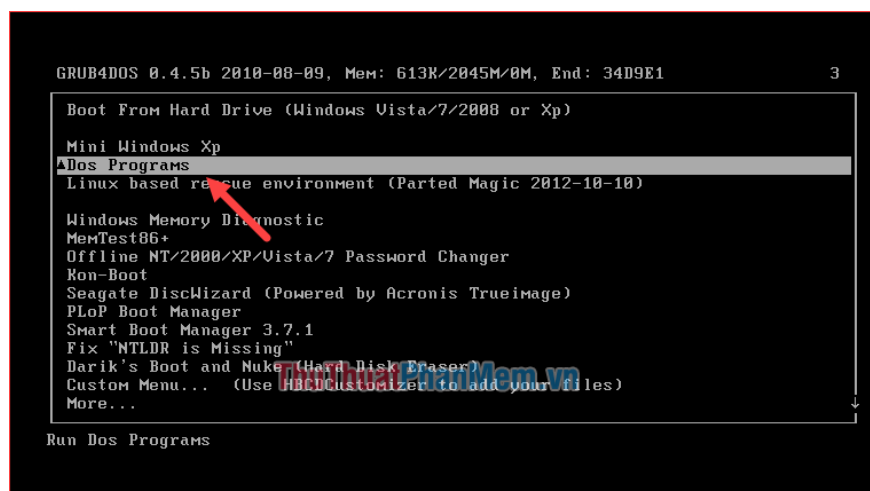 GRUB4DOS 0.4.5b 2010-08-09, Mem: 613K/2045M/0M, End: 34D9E1 3
Boot From Hard Drive (Windows Vista/7/2008 or Xp)
Mini Windows Xp
▲Dos Programs
Linux based rescue environment (Parted Magic 2012-10-10)
Windows Memory Diagnostic
MemTest86+
Offline NT/2000/XP/Vista/7 Password Changer
Kon-Boot
Seagate DiscWizard (Powered by Acronis Trueimage)
PLoP Boot Manager
Smart Boot Manager 3.7.1
Fix "NTLDR is Missing"
Darik's Boot and Nuke (Hard Disk Eraser)
ThuThuatPhanMem.vn
Custom Menu... (Use HBCDCustomizer to add your files)
More...
Run Dos Programs